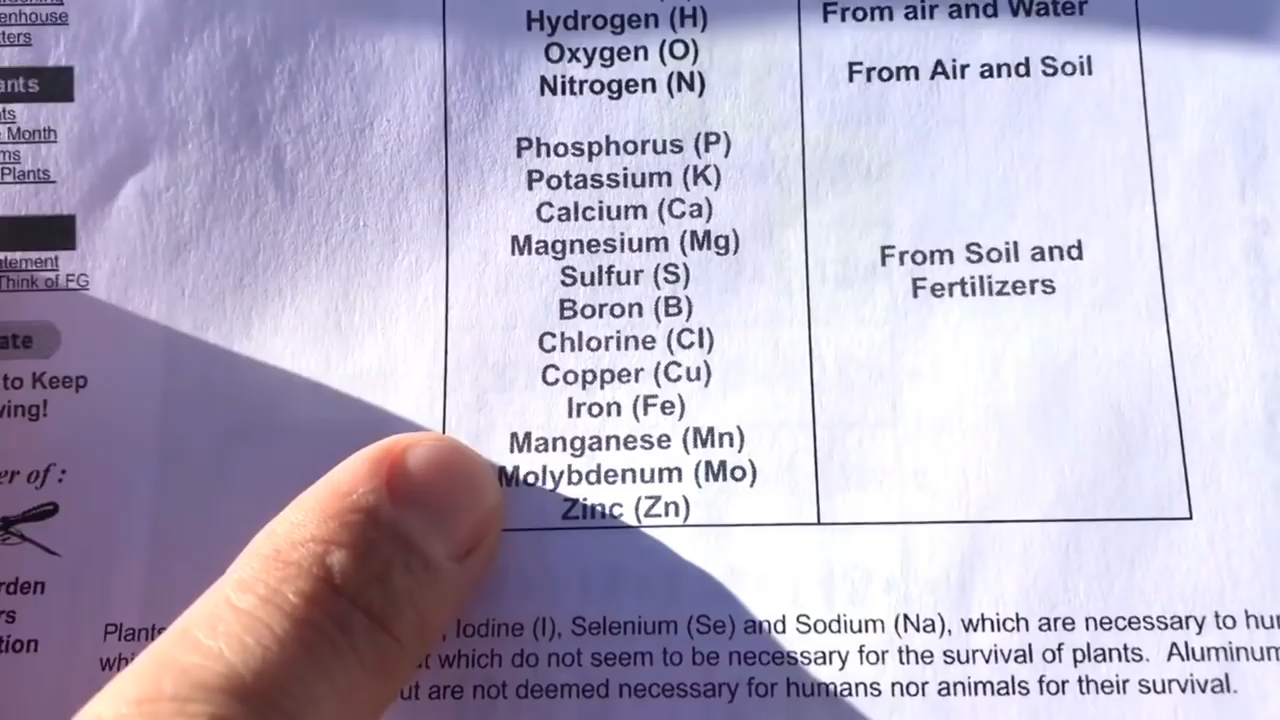 enhouse
ters
ants
ts
Month
ms
Plants
atement
Think of FG
ate
to Keep
ving!
er of :
rden
rs
tion
Hydrogen (H)
Oxygen (O)
Nitrogen (N)
Phosphorus (P)
Potassium (K)
Calcium (Ca)
Magnesium (Mg)
Sulfur (S)
Boron (B)
Chlorine (Cl)
Copper (Cu)
Iron (Fe)
Manganese (Mn)
Molybdenum (Mo)
Zinc (Zn)
From air and Water
From Air and Soil
From Soil and
Fertilizers
Plants , Iodine (I), Selenium (Se) and Sodium (Na), which are necessary to hu
whi t which do not seem to be necessary for the survival of plants. Aluminum
ut are not deemed necessary for humans nor animals for their survival.